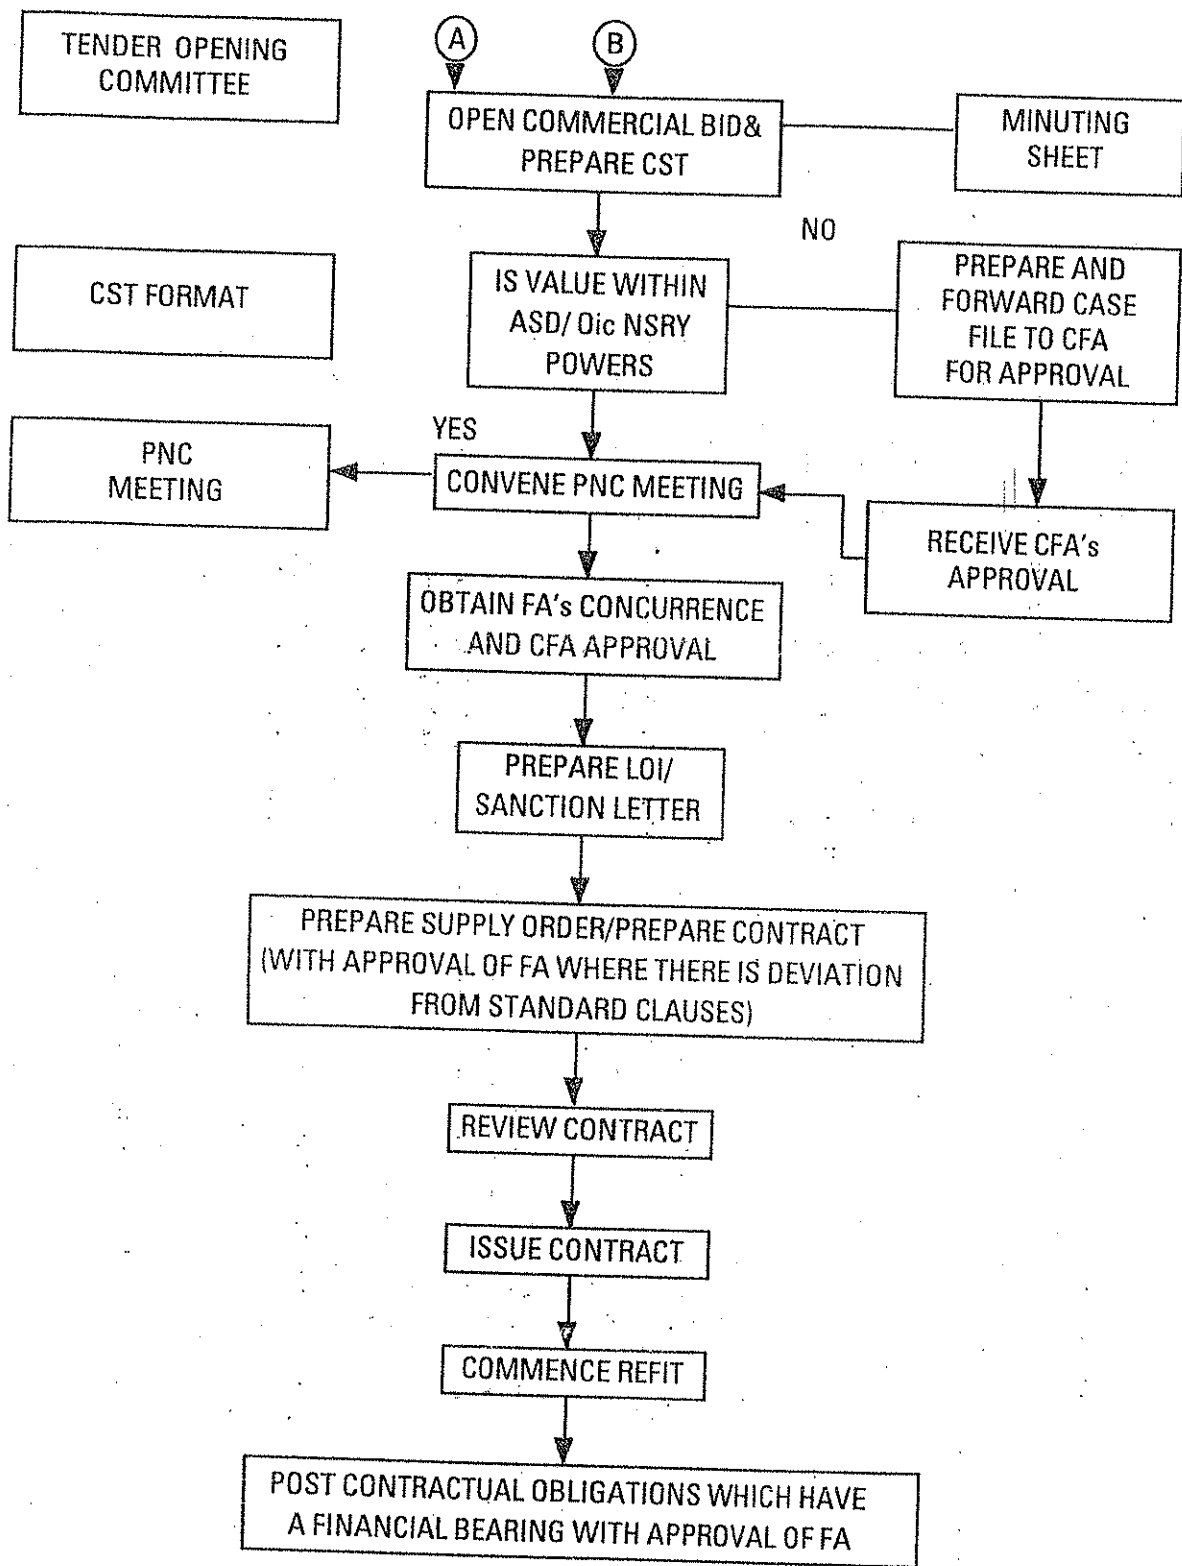 TENDER OPENING
COMMITTEE
A
B
OPEN COMMERCIAL BID&
PREPARE CST
MINUTING
SHEET
NO
CST FORMAT
IS VALUE WITHIN
ASD/ Oic NSRY
POWERS
PREPARE AND
FORWARD CASE
FILE TO CFA
FOR APPROVAL
YES
PNC
MEETING
CONVENE PNC MEETING
RECEIVE CFA's
APPROVAL
OBTAIN FA's CONCURRENCE
AND CFA APPROVAL
PREPARE LOI/
SANCTION LETTER
PREPARE SUPPLY ORDER/PREPARE CONTRACT
(WITH APPROVAL OF FA WHERE THERE IS DEVIATION
FROM STANDARD CLAUSES)
REVIEW CONTRACT
ISSUE CONTRACT
COMMENCE REFIT
POST CONTRACTUAL OBLIGATIONS WHICH HAVE
A FINANCIAL BEARING WITH APPROVAL OF FA